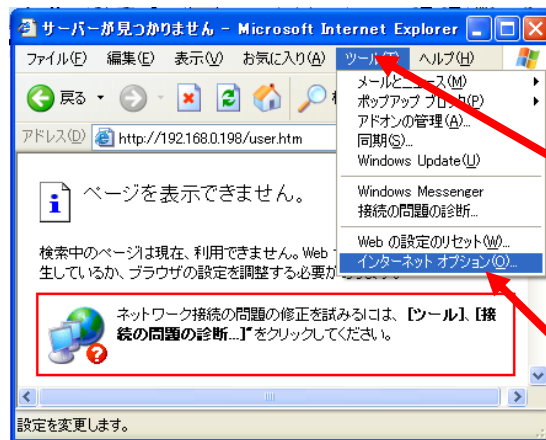 サーバーが見つかりません - Microsoft Internet Explorer
ファイル(F) 編集(E) 表示(V) お気に入り(A) ツール(T) ヘルプ(H)
戻る
メールとニュース(M)
ポップアップ ブロック(P)
アドオンの管理(A)...
同期(S)...
Windows Update(U)
Windows Messenger
接続の問題の診断...
Web の設定のリセット(W)...
インターネット オプション(O)...
アドレス(D) http://192.168.0.198/user.htm
ページを表示できません。
検索中のページは現在、利用できません。Web
生しているか、ブラウザの設定を調整する必要が
ネットワーク接続の問題の修正を試みるには、[ツール]、[接
続の問題の診断...]"をクリックしてください。
設定を変更します。